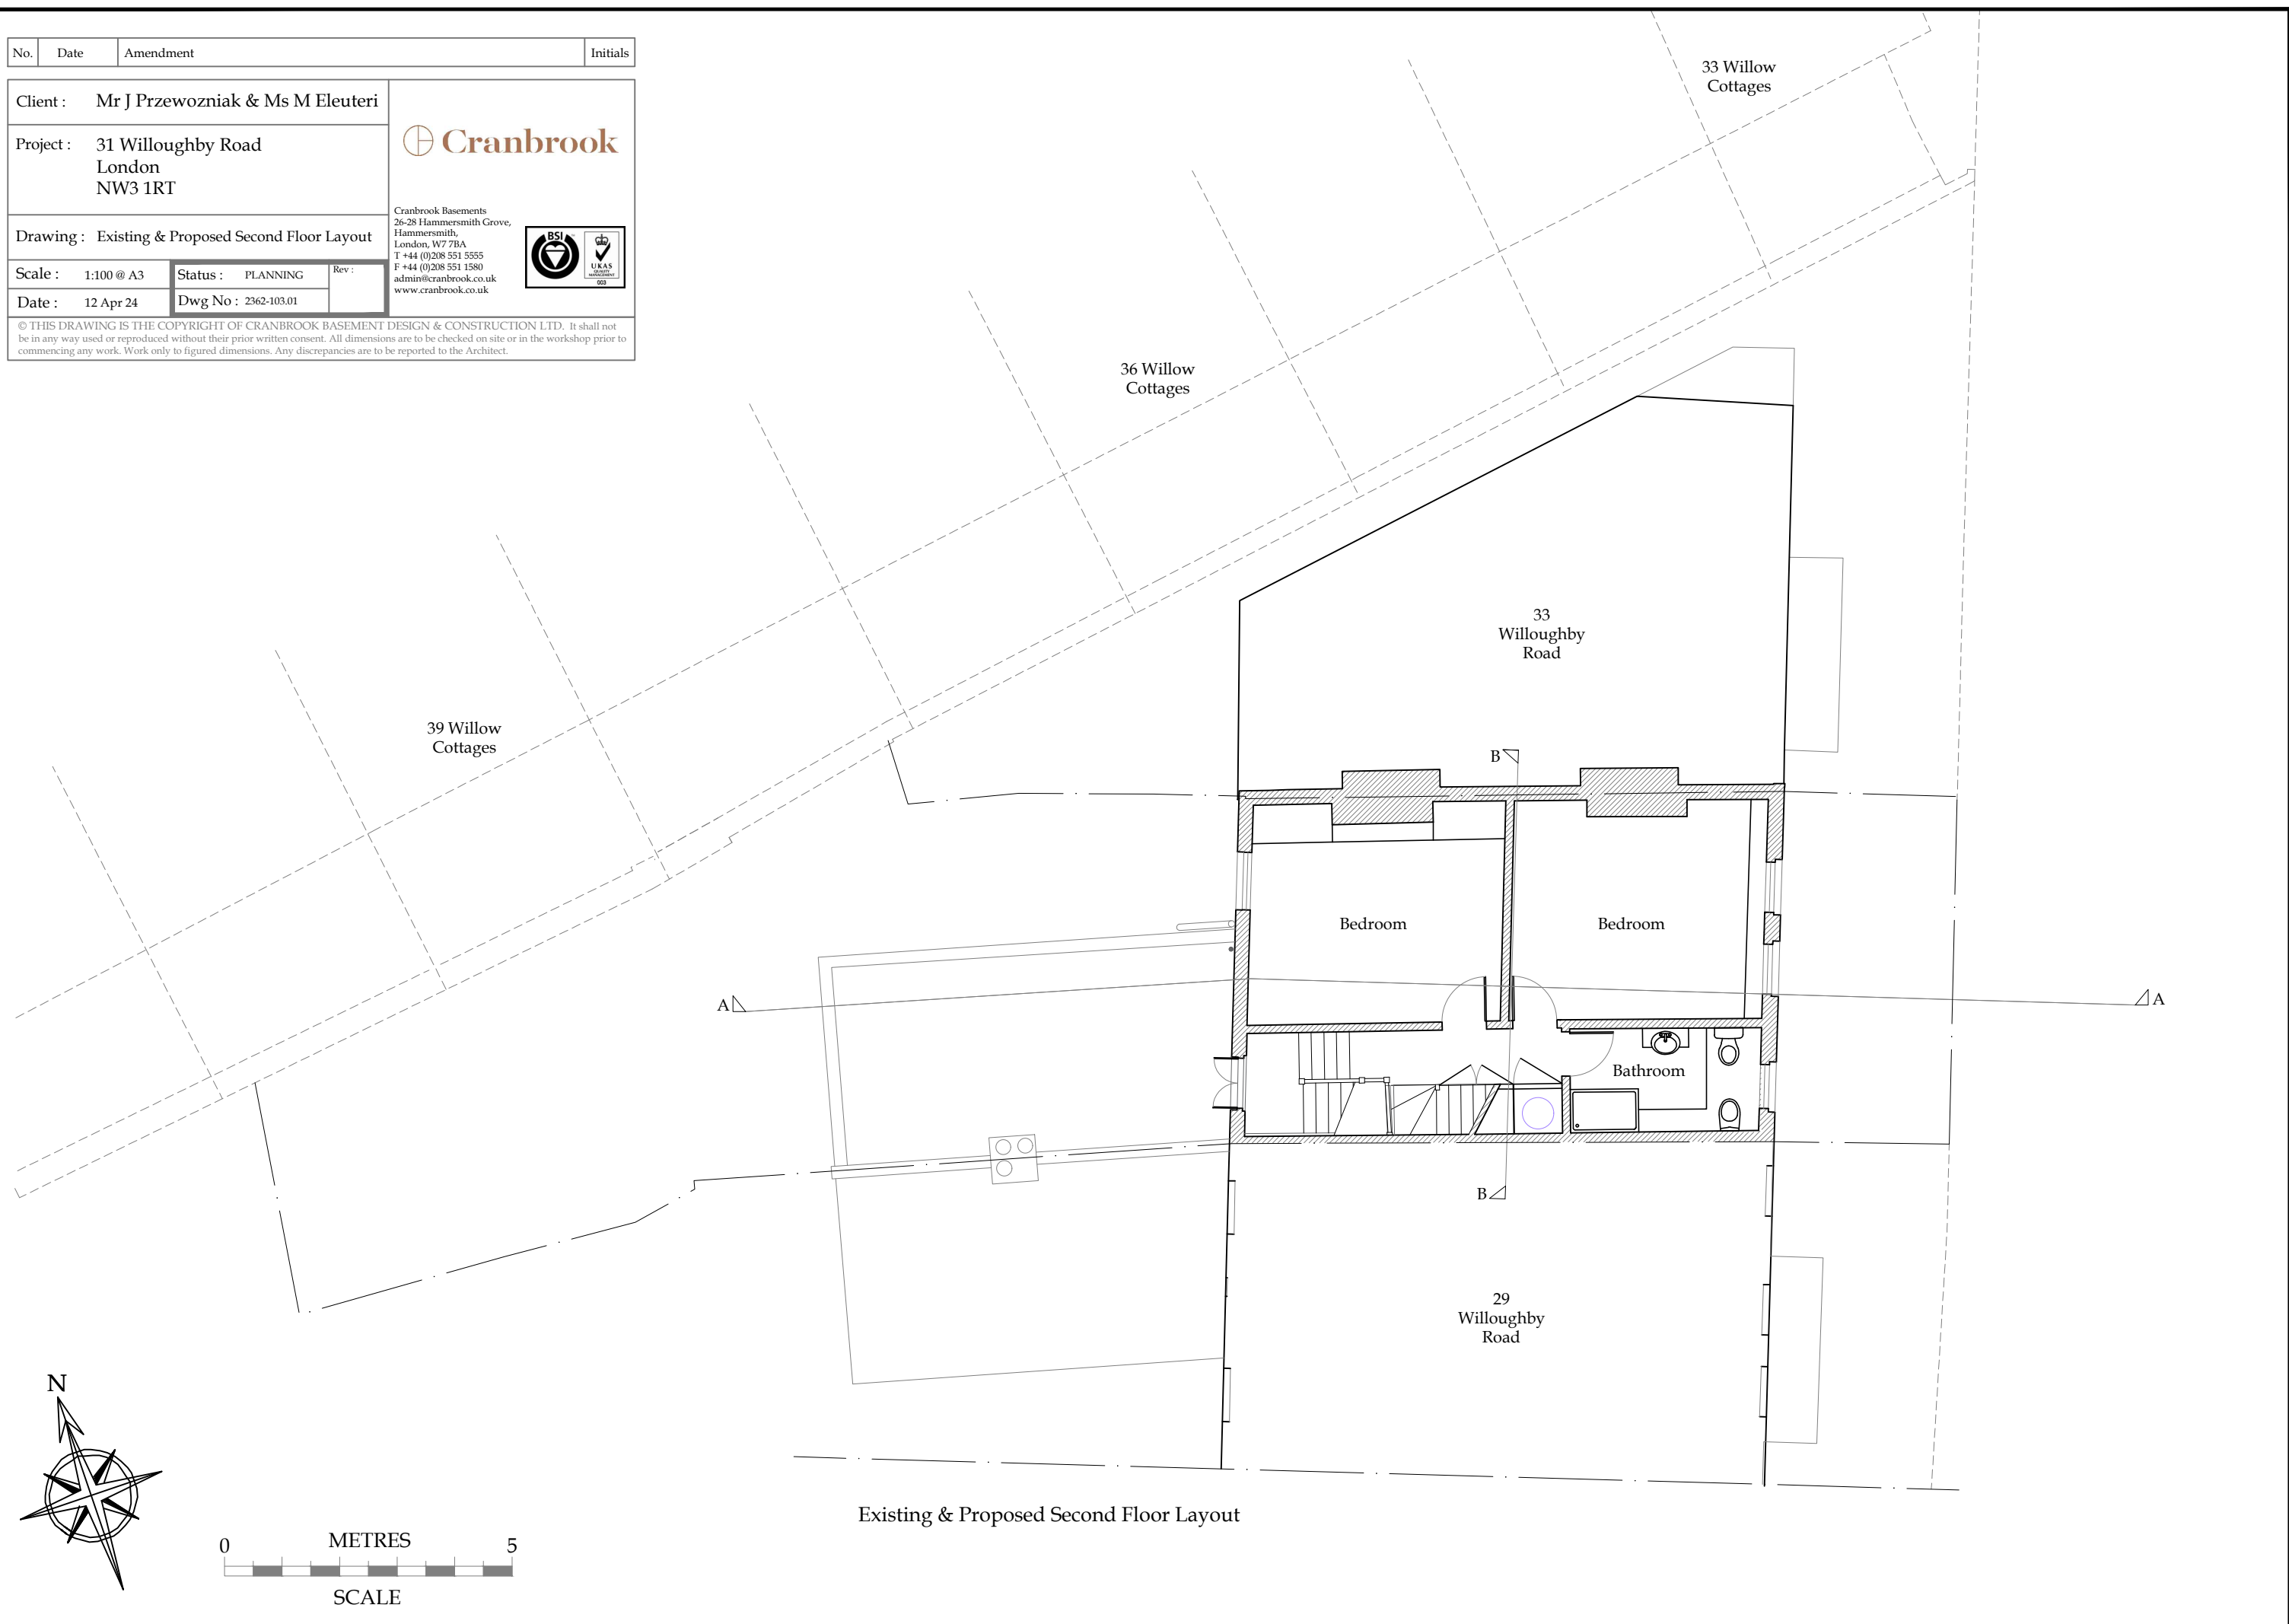 No. Date Amendment Initials
Client : Mr J Przewozniak & Ms M Eleuteri
Project : 31 Willoughby Road
London
NW3 1RT
Drawing : Existing & Proposed Second Floor Layout
Scale : 1:100 @ A3
Status : PLANNING
Rev :
Date : 12 Apr 24
Dwg No : 2362-103.01
Cranbrook
Cranbrook Basements
26-28 Hammersmith Grove,
Hammersmith,
London, W7 7BA
T +44 (0)208 551 5555
F +44 (0)208 551 1580
admin@cranbrook.co.uk
www.cranbrook.co.uk
BSI
UKAS
QUALITY
MANAGEMENT
003
© THIS DRAWING IS THE COPYRIGHT OF CRANBROOK BASEMENT DESIGN & CONSTRUCTION LTD. It shall not
be in any way used or reproduced without their prior written consent. All dimensions are to be checked on site or in the workshop prior to
commencing any work. Work only to figured dimensions. Any discrepancies are to be reported to the Architect.
33 Willow
Cottages
36 Willow
Cottages
39 Willow
Cottages
33
Willoughby
Road
B
Bedroom
Bedroom
A
A
Bathroom
B
29
Willoughby
Road
N
Existing & Proposed Second Floor Layout
0 METRES 5
SCALE